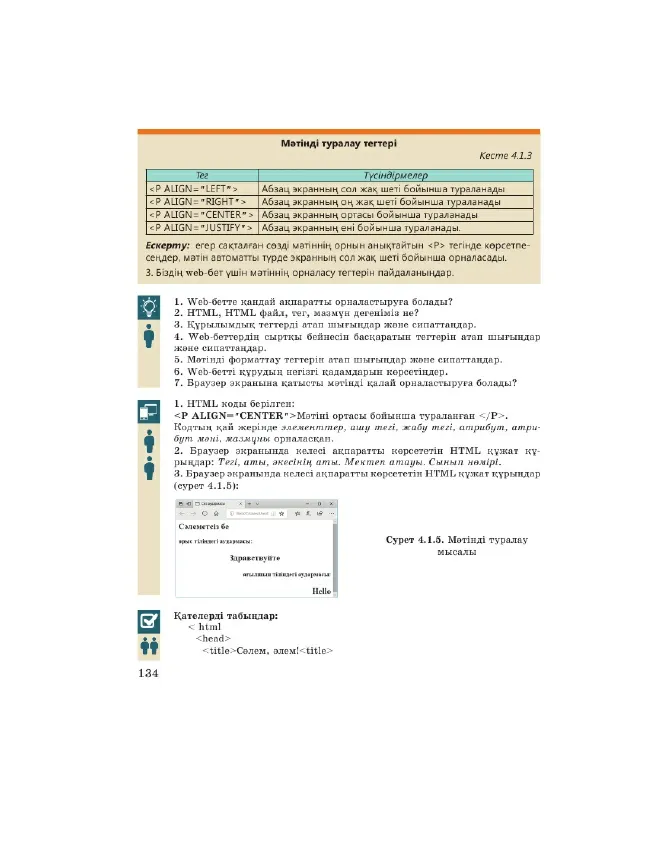 Мәтінді туралау тегтері
Кесте 4.1.3
Тег Түсіндірмелер
<P ALIGN="LEFT"> Абзац экранның сол жақ шеті бойынша тураланады
<P ALIGN="RIGHT"> Абзац экранның оң жақ шеті бойынша тураланады
<P ALIGN="CENTER"> Абзац экранның ортасы бойынша тураланады
<P ALIGN="JUSTIFY"> Абзац экранның ені бойынша тураланады.
Ескерту: егер сақталған сөзді мәтіннің орнын анықтайтын <P> тегінде көрсетпе-
сеңдер, мәтін автоматты түрде экранның сол жақ шеті бойынша орналасады.
3. Біздің web-бет үшін мәтіннің орналасу тегтерін пайдаланыңдар.
1. Web-бетте қандай ақпаратты орналастыруға болады?
2. HTML, HTML файл, тег, мазмұн дегеніміз не?
3. Құрылымдық тегтерді атап шығыңдар және сипаттаңдар.
4. Web-беттердің сыртқы бейнесін басқаратын тегтерін атап шығыңдар
және сипаттаңдар.
5. Мәтінді форматтау тегтерін атап шығыңдар және сипаттаңдар.
6. Web-бетті құрудың негізгі қадамдарын көрсетіңдер.
7. Браузер экранына қатысты мәтінді қалай орналастыруға болады?
1. HTML коды берілген:
<P ALIGN="CENTER">Мәтіні ортасы бойынша тураланған </P>.
Кодтың қай жерінде элементтер, ашу тегі, жабу тегі, атрибут, атри-
бут мәні, мазмұны орналасқан.
2. Браузер экранында келесі ақпаратты көрсететін HTML құжат құ-
рыңдар: Тегі, аты, әкесінің аты. Мектеп атауы. Сынып нөмірі.
3. Браузер экранында келесі ақпаратты көрсететін HTML құжат құрыңдар
(сурет 4.1.5):
Сәлеметсіз бе
орыс тіліндегі аудармасы:
Здравствуйте
ағылшын тіліндегі аудармасы:
Hello
Сурет 4.1.5. Мәтінді туралау
мысалы
Қателерді табыңдар:
< html
<head>
<title>Сәлем, әлем!<title>
134